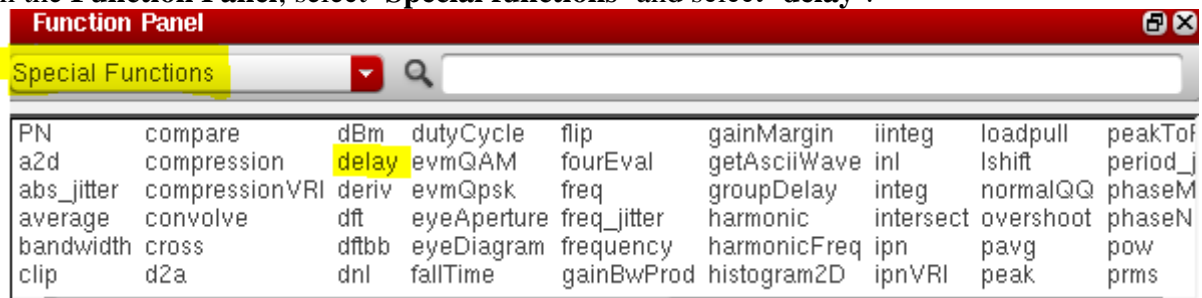 the Function Panel, select "Special functions" and select "delay".
Function Panel
Special Functions
PN compare dBm dutyCycle flip gainMargin iinteg loadpull
a2d compression delay evmQAM fourEval getAsciiWave inl lshift period_j
abs_jitter compressionVRI deriv evmQpsk freq groupDelay integ normalQQ phaseM
average convolve dft eyeAperture freq_jitter harmonic intersect overshoot phaseN
bandwidth cross dftbb eyeDiagram frequency harmonicFreq ipn pavg pow
clip d2a dnl fallTime gainBwProd histogram2D ipnVRI peak prms